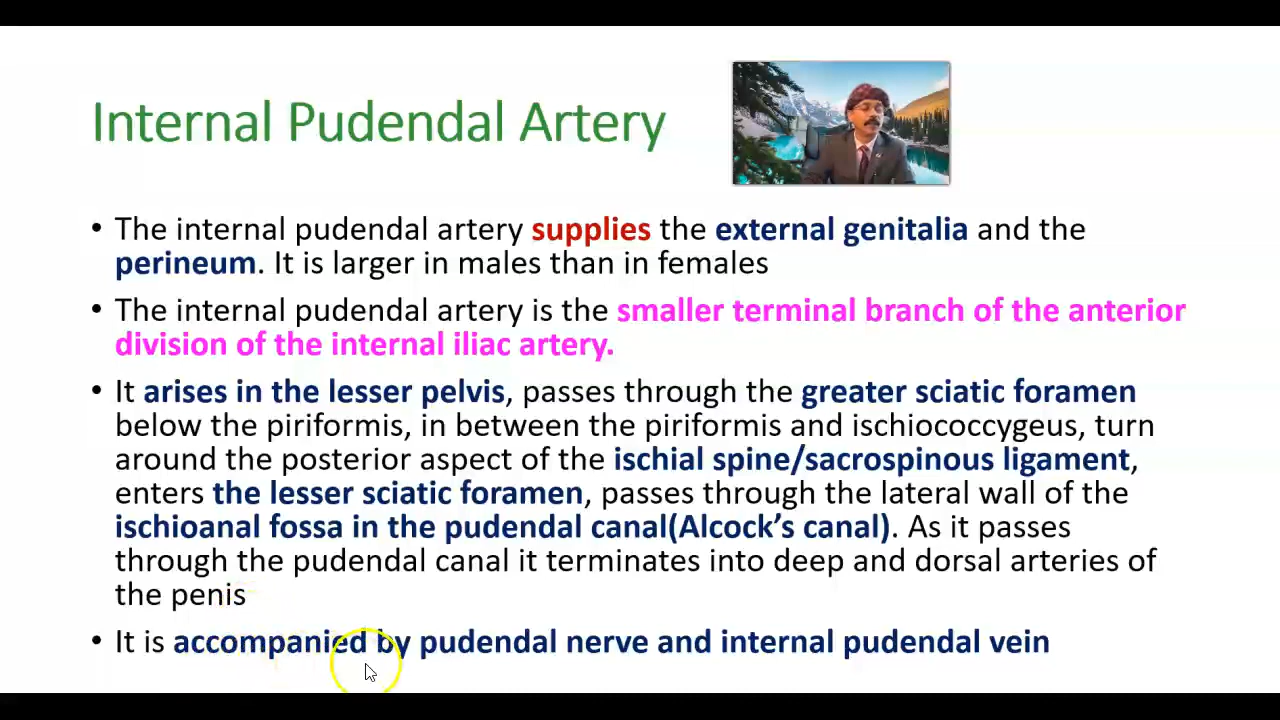 Internal Pudendal Artery
• The internal pudendal artery supplies the external genitalia and the
perineum. It is larger in males than in females
• The internal pudendal artery is the smaller terminal branch of the anterior
division of the internal iliac artery.
• It arises in the lesser pelvis, passes through the greater sciatic foramen
below the piriformis, in between the piriformis and ischiococcygeus, turn
around the posterior aspect of the ischial spine/sacrospinous ligament,
enters the lesser sciatic foramen, passes through the lateral wall of the
ischioanal fossa in the pudendal canal(Alcock's canal). As it passes
through the pudendal canal it terminates into deep and dorsal arteries of
the penis
• It is accompanied by pudendal nerve and internal pudendal vein